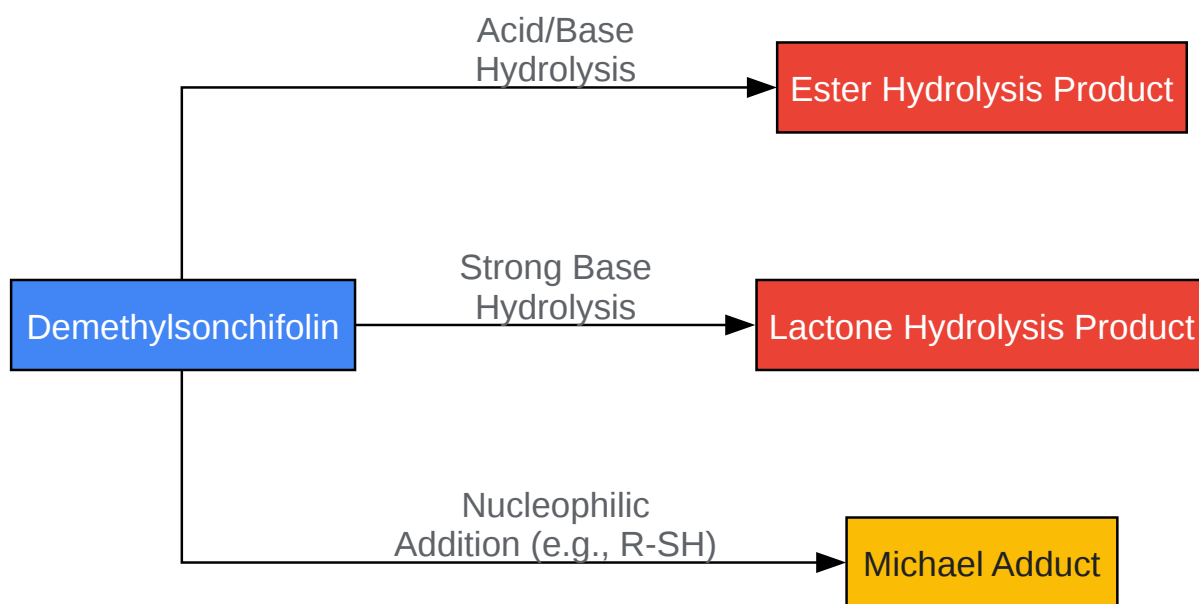 Acid/Base
Hydrolysis
Ester Hydrolysis Product
Demethylsonchifolin
Strong Base
Hydrolysis
Lactone Hydrolysis Product
Nucleophilic
Addition (e.g., R-SH)
Michael Adduct